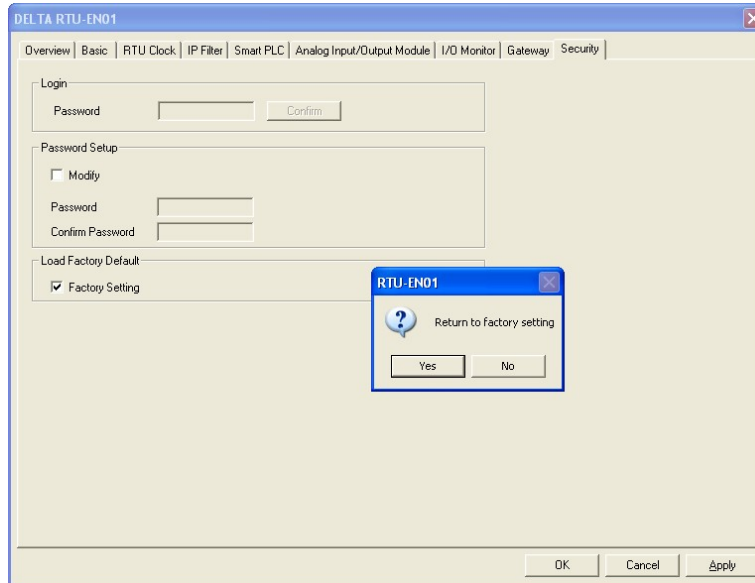 DELTA RTU-EN01
Overview Basic RTU Clock IP Filter Smart PLC Analog Input/Output Module I/O Monitor Gateway Security
Login
Password Confirm
Password Setup
Modify
Password
Confirm Password
Load Factory Default
Factory Setting
RTU-EN01
Return to factory setting
Yes No
OK Cancel Apply